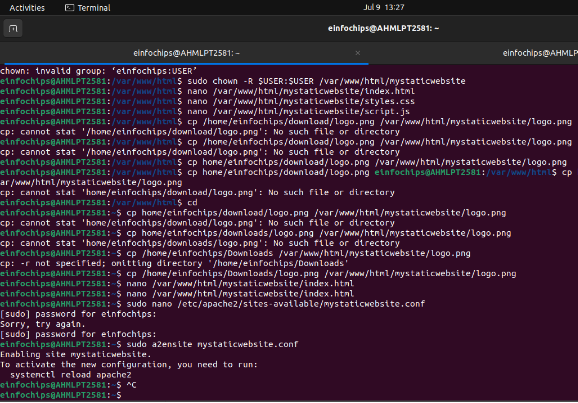 Activities
Terminal
Jul 9 13:27
einfochips@AHMLPT2581: ~
einfochips@AHMLPT2581: ~
×
einfochips@AHMLP
chown: invalid group: ‘einfochips:USER’
einfochips@AHMLPT2581:/var/www/html$ sudo chown -R $USER:$USER /var/www/html/mystaticwebsite
einfochips@AHMLPT2581:/var/www/html$ nano /var/www/html/mystaticwebsite/index.html
einfochips@AHMLPT2581:/var/www/html$ nano /var/www/html/mystaticwebsite/styles.css
einfochips@AHMLPT2581:/var/www/html$ nano /var/www/html/mystaticwebsite/script.js
einfochips@AHMLPT2581:/var/www/html$ cp /home/einfochips/download/logo.png /var/www/html/mystaticwebsite/logo.png
cp: cannot stat '/home/einfochips/download/logo.png': No such file or directory
einfochips@AHMLPT2581:/var/www/html$ cp /home/einfochips/download/logo.png /var/www/html/mystaticwebsite/logo.png
cp: cannot stat '/home/einfochips/download/logo.png': No such file or directory
einfochips@AHMLPT2581:/var/www/html$ cp home/einfochips/download/logo.png /var/www/html/mystaticwebsite/logo.png
einfochips@AHMLPT2581:/var/www/html$ cp home/einfochips/download/logo.png einfochips@AHMLPT2581:/var/www/html$ cp
ar/www/html/mystaticwebsite/logo.png
cp: cannot stat 'home/einfochips/download/logo.png': No such file or directory
einfochips@AHMLPT2581:/var/www/html$ cd
einfochips@AHMLPT2581:~$ cp home/einfochips/download/logo.png /var/www/html/mystaticwebsite/logo.png
cp: cannot stat 'home/einfochips/download/logo.png': No such file or directory
einfochips@AHMLPT2581:~$ cp home/einfochips/downloads/logo.png /var/www/html/mystaticwebsite/logo.png
cp: cannot stat 'home/einfochips/downloads/logo.png': No such file or directory
einfochips@AHMLPT2581:~$ cp /home/einfochips/Downloads /var/www/html/mystaticwebsite/logo.png
cp: -r not specified; omitting directory '/home/einfochips/Downloads'
einfochips@AHMLPT2581:~$ cp /home/einfochips/Downloads/logo.png /var/www/html/mystaticwebsite/logo.png
einfochips@AHMLPT2581:~$ nano /var/www/html/mystaticwebsite/index.html
einfochips@AHMLPT2581:~$ nano /var/www/html/mystaticwebsite/index.html
einfochips@AHMLPT2581:~$ sudo nano /etc/apache2/sites-available/mystaticwebsite.conf
[sudo] password for einfochips:
Sorry, try again.
[sudo] password for einfochips:
einfochips@AHMLPT2581:~$ sudo a2ensite mystaticwebsite.conf
Enabling site mystaticwebsite.
To activate the new configuration, you need to run:
systemctl reload apache2
einfochips@AHMLPT2581:~$ ^C
einfochips@AHMLPT2581:~$